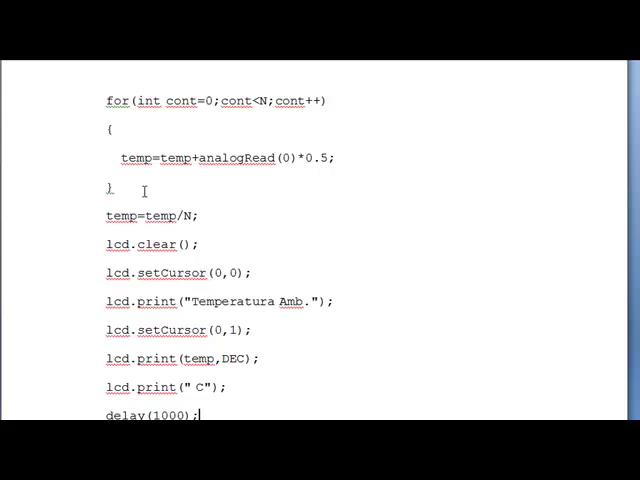 for(int cont=0;cont<N;cont++)
{
temp=temp+analogRead(0)*0.5;
}
temp=temp/N;
lcd.clear();
lcd.setCursor(0,0);
lcd.print("Temperatura Amb.");
lcd.setCursor(0,1);
lcd.print(temp,DEC);
lcd.print(" C");
delay(1000);